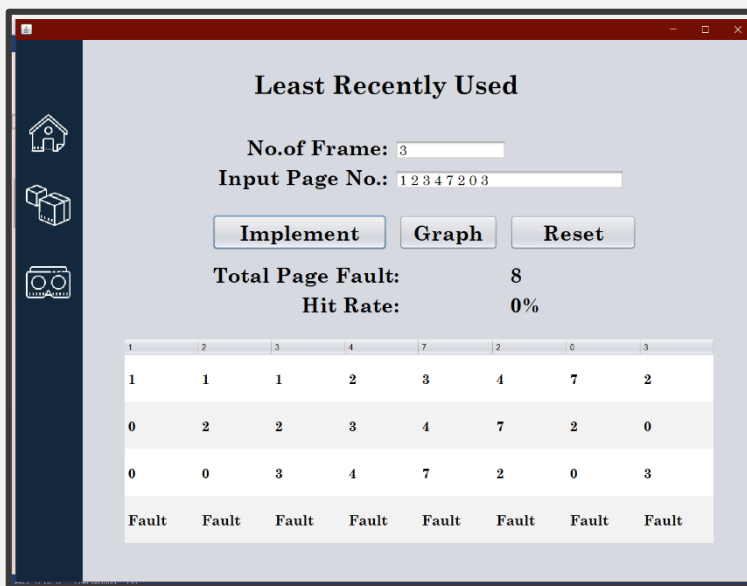 Least Recently Used
No.of Frame: 3
Input Page No.: 1 2 3 4 7 2 0 3
Implement Graph Reset
Total Page Fault: 8
Hit Rate: 0%
1 2 3 4 7 2 0 3
1 1 1 2 3 4 7 2
0 2 2 3 4 7 2 0
0 0 3 4 7 2 0 3
Fault Fault Fault Fault Fault Fault Fault Fault